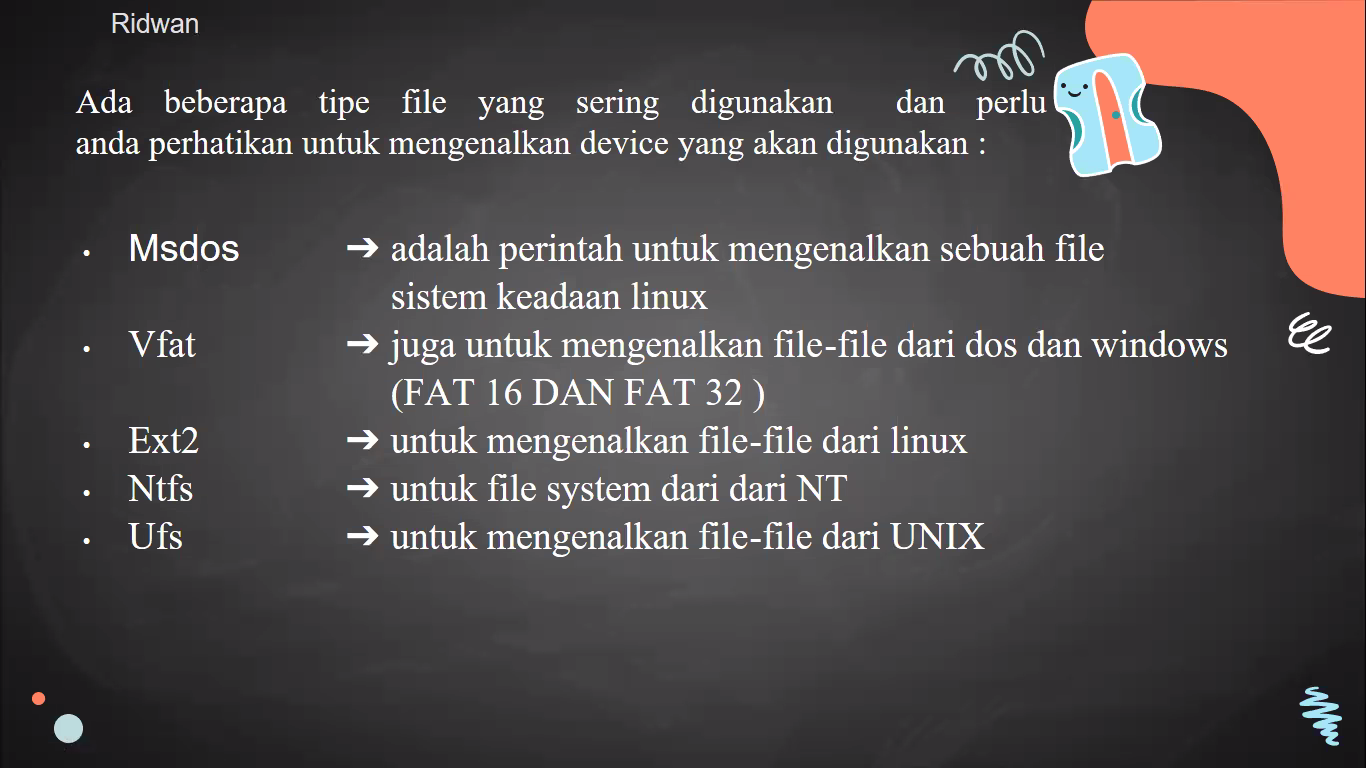 Ridwan
Ada beberapa tipe file yang sering digunakan dan perlu
anda perhatikan untuk mengenalkan device yang akan digunakan :
• Msdos ➔ adalah perintah untuk mengenalkan sebuah file
sistem keadaan linux
• Vfat ➔ juga untuk mengenalkan file-file dari dos dan windows
(FAT 16 DAN FAT 32 )
• Ext2 ➔ untuk mengenalkan file-file dari linux
• Ntfs ➔ untuk file system dari dari NT
• Ufs ➔ untuk mengenalkan file-file dari UNIX